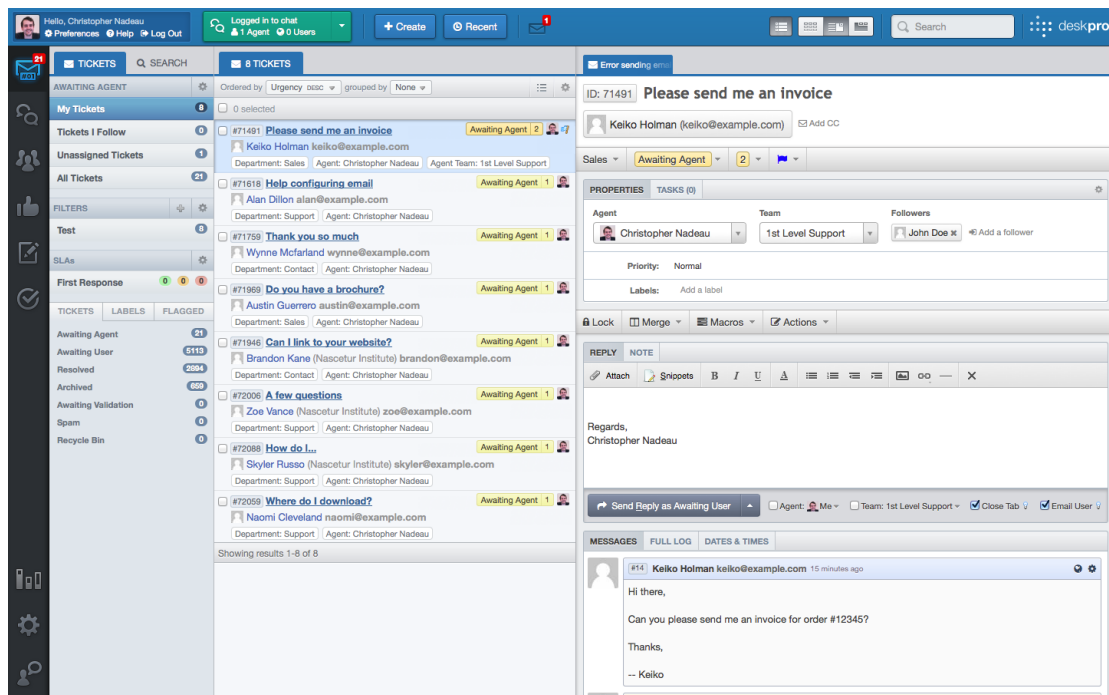 Hello, Christopher Nadeau
Preferences Help Log Out
Logged in to chat
1 Agent 0 Users
+ Create
Recent
1
Search
deskpro
21
TICKETS
SEARCH
AWAITING AGENT
My Tickets 8
Tickets I Follow 0
Unassigned Tickets 1
All Tickets 21
FILTERS
Test 8
SLAs
First Response 0 0 0
TICKETS LABELS FLAGGED
Awaiting Agent 21
Awaiting User 5113
Resolved 2894
Archived 659
Awaiting Validation 0
Spam 0
Recycle Bin 0
8 TICKETS
Ordered by Urgency DESC grouped by None
0 selected
#71491 Please send me an invoice Awaiting Agent 2
Keiko Holman keiko@example.com
Department: Sales Agent: Christopher Nadeau Agent Team: 1st Level Support
#71618 Help configuring email Awaiting Agent 1
Alan Dillon alan@example.com
Department: Support Agent: Christopher Nadeau
#71759 Thank you so much Awaiting Agent 1
Wynne Mcfarland wynne@example.com
Department: Contact Agent: Christopher Nadeau
#71969 Do you have a brochure? Awaiting Agent 1
Austin Guerrero austin@example.com
Department: Sales Agent: Christopher Nadeau
#71946 Can I link to your website? Awaiting Agent 1
Brandon Kane (Nascetur Institute) brandon@example.com
Department: Contact Agent: Christopher Nadeau
#72006 A few questions Awaiting Agent 1
Zoe Vance (Nascetur Institute) zoe@example.com
Department: Support Agent: Christopher Nadeau
#72088 How do I... Awaiting Agent 1
Skyler Russo (Nascetur Institute) skyler@example.com
Department: Support Agent: Christopher Nadeau
#72059 Where do I download? Awaiting Agent 1
Naomi Cleveland naomi@example.com
Department: Support Agent: Christopher Nadeau
Showing results 1-8 of 8
Error sending emai
ID: 71491 Please send me an invoice
Keiko Holman (keiko@example.com) Add CC
Sales Awaiting Agent 2
PROPERTIES TASKS (0)
Agent Team Followers
Christopher Nadeau 1st Level Support John Doe Add a follower
Priority: Normal
Labels: Add a label
Lock Merge Macros Actions
REPLY NOTE
Attach Snippets B I U A
Regards,
Christopher Nadeau
Send Reply as Awaiting User Agent: Me Team: 1st Level Support Close Tab Email User
MESSAGES FULL LOG DATES & TIMES
#14 Keiko Holman keiko@example.com 15 minutes ago
Hi there,
Can you please send me an invoice for order #12345?
Thanks,
-- Keiko